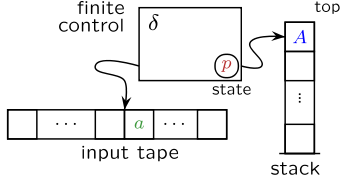 top
finite
control
δ
A
p
state
⋮
··· a ···
input tape
stack